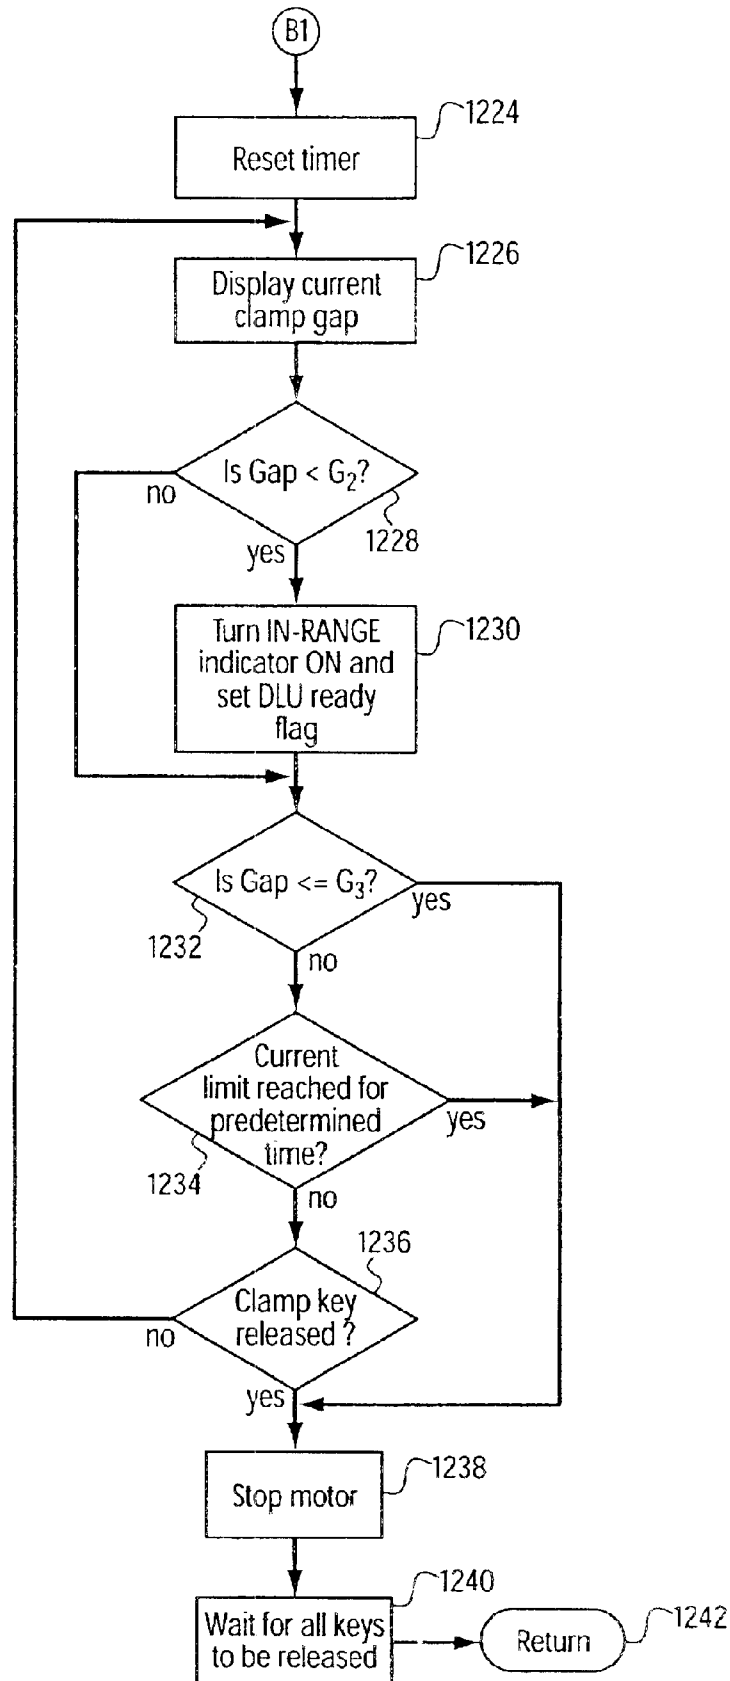 B1
1224
Reset timer
1226
Display current
clamp gap
Is Gap < G₂?
no
1228
yes
1230
Turn IN-RANGE
indicator ON and
set DLU ready
flag
Is Gap <= G₃?
yes
1232
no
Current
limit reached for
predetermined
time?
yes
1234
no
1236
Clamp key
released ?
no
yes
1238
Stop motor
1240
Wait for all keys
to be released
Return
1242